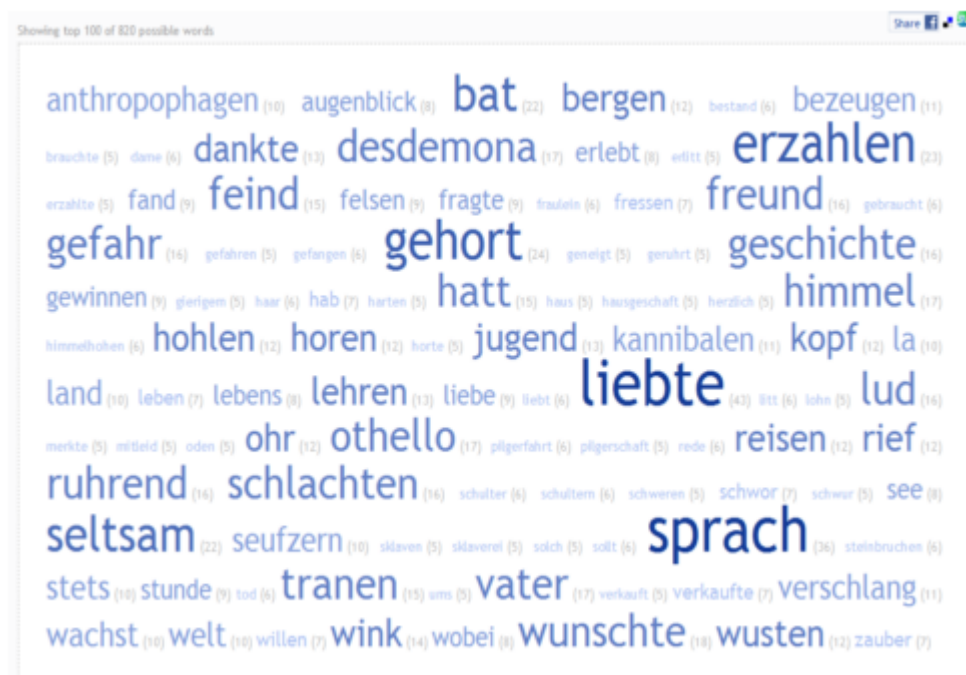 Showing top 100 of 820 possible words
Share
anthropophagen (10) augenblick (8) bat (22) bergen (12) bestand (6) bezeugen (11)
brauchte (5) dame (6) dankte (13) desdemona (17) erlebt (8) erlitt (5) erzahlen (23)
erzahlte (5) fand (9) feind (15) felsen (9) fragte (9) fraulein (6) fressen (7) freund (16) gebraucht (6)
gefahr (16) gefahren (5) gefangen (6) gehort (24) geneigt (5) geruhrt (5) geschichte (16)
gewinnen (9) gierigem (5) haar (6) hab (7) harten (5) hatt (15) haus (5) hausgeschaft (5) herzlich (5) himmel (17)
himmelhohen (6) hohlen (12) horen (12) horte (5) jugend (13) kannibalen (11) kopf (12) la (10)
land (10) leben (7) lebens (8) lehren (13) liebe (9) liebt (6) liebte (43) litt (6) lohn (5) lud (16)
merkte (5) mitleid (5) oden (5) ohr (12) othello (17) pilgerfahrt (6) pilgerschaft (5) rede (6) reisen (12) rief (12)
ruhrend (16) schlachten (16) schulter (6) schultern (6) schweren (5) schwor (7) schwur (5) see (8)
seltsam (22) seufzern (10) sklaven (5) sklaverei (5) solch (5) sollt (6) sprach (36) steinbruchen (6)
stets (10) stunde (9) tod (6) tranen (15) ums (5) vater (17) verkauft (5) verkaufte (7) verschlang (11)
wachst (10) welt (10) willen (7) wink (14) wobei (8) wunschte (18) wusten (12) zauber (7)